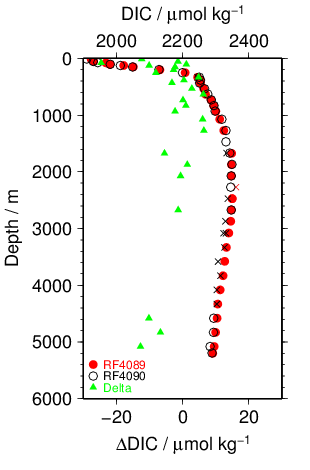 DIC / μmol kg⁻¹
2000 2200 2400
0
1000
2000
3000
4000
5000
6000
Depth / m
RF4089
RF4090
Delta
−20 0 20
ΔDIC / μmol kg⁻¹